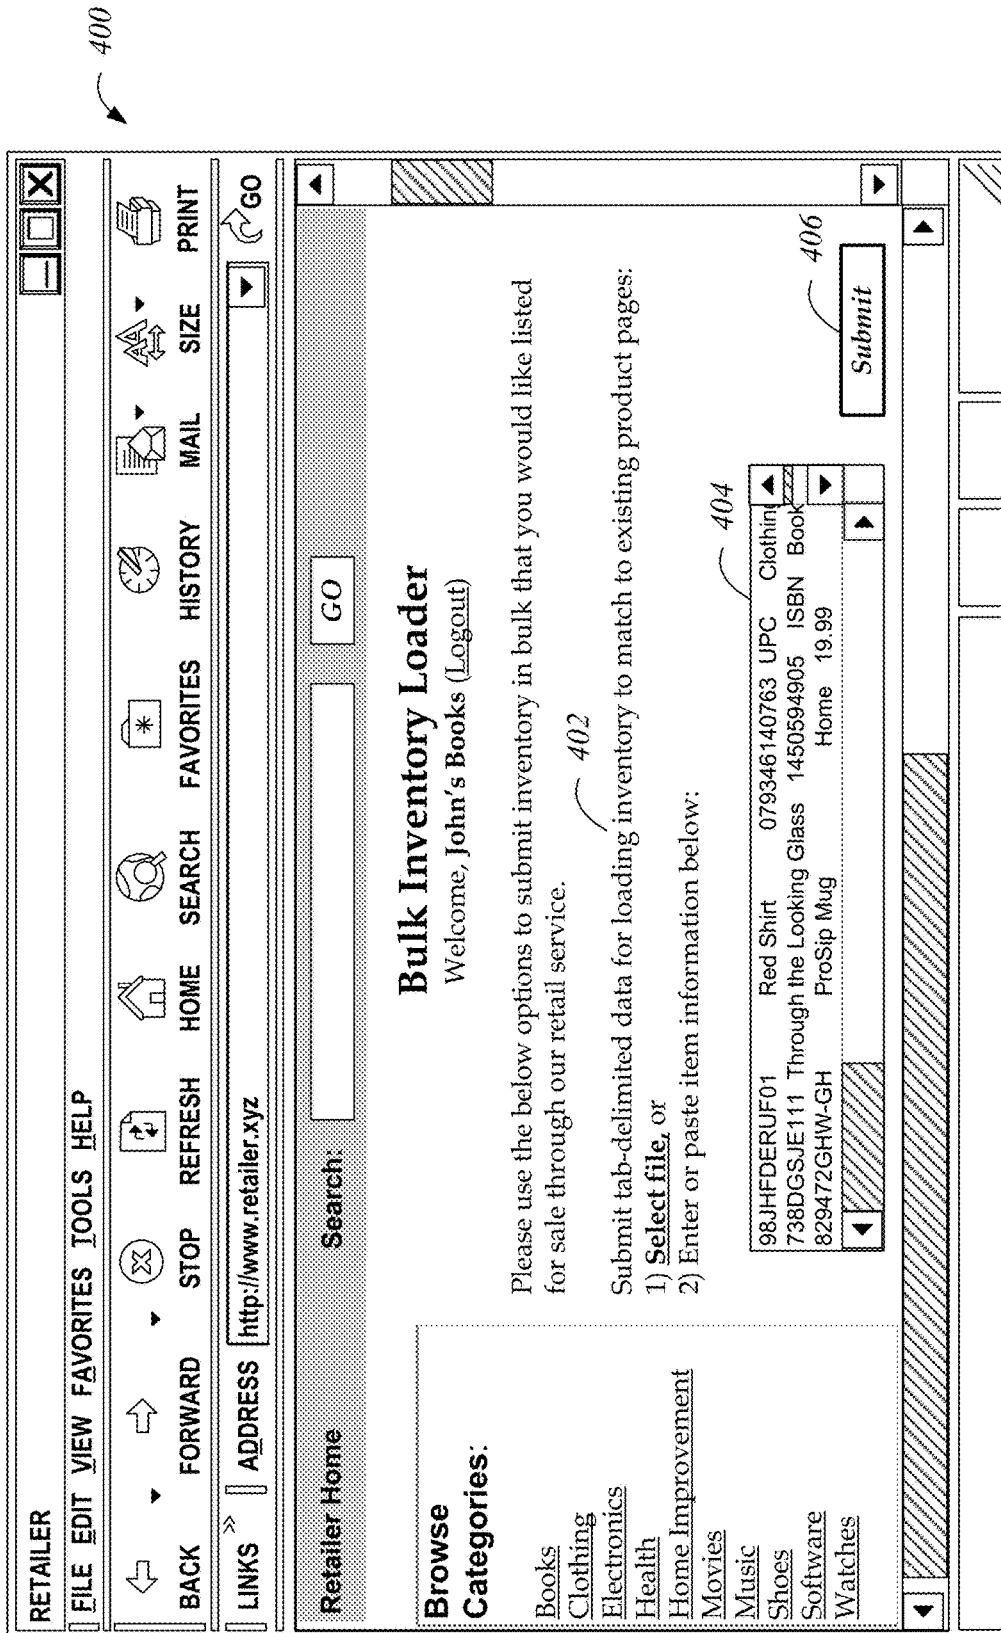 400
RETAILER
FILE EDIT VIEW FAVORITES TOOLS HELP
BACK FORWARD STOP REFRESH HOME SEARCH FAVORITES HISTORY MAIL SIZE PRINT
LINKS » ADDRESS http://www.retailer.xyz GO
Retailer Home Search: GO
Browse
Categories:
Books
Clothing
Electronics
Health
Home Improvement
Movies
Music
Shoes
Software
Watches
Bulk Inventory Loader
Welcome, John's Books (Logout)
Please use the below options to submit inventory in bulk that you would like listed
for sale through our retail service.
402
Submit tab-delimited data for loading inventory to match to existing product pages:
1) Select file, or
2) Enter or paste item information below:
404
98JHFDERUF01 Red Shirt 079346140763 UPC Clothing
738DGSJE1111 Through the Looking Glass 1450594905 ISBN Book
829472GHW-GH ProSip Mug Home 19.99
406
Submit